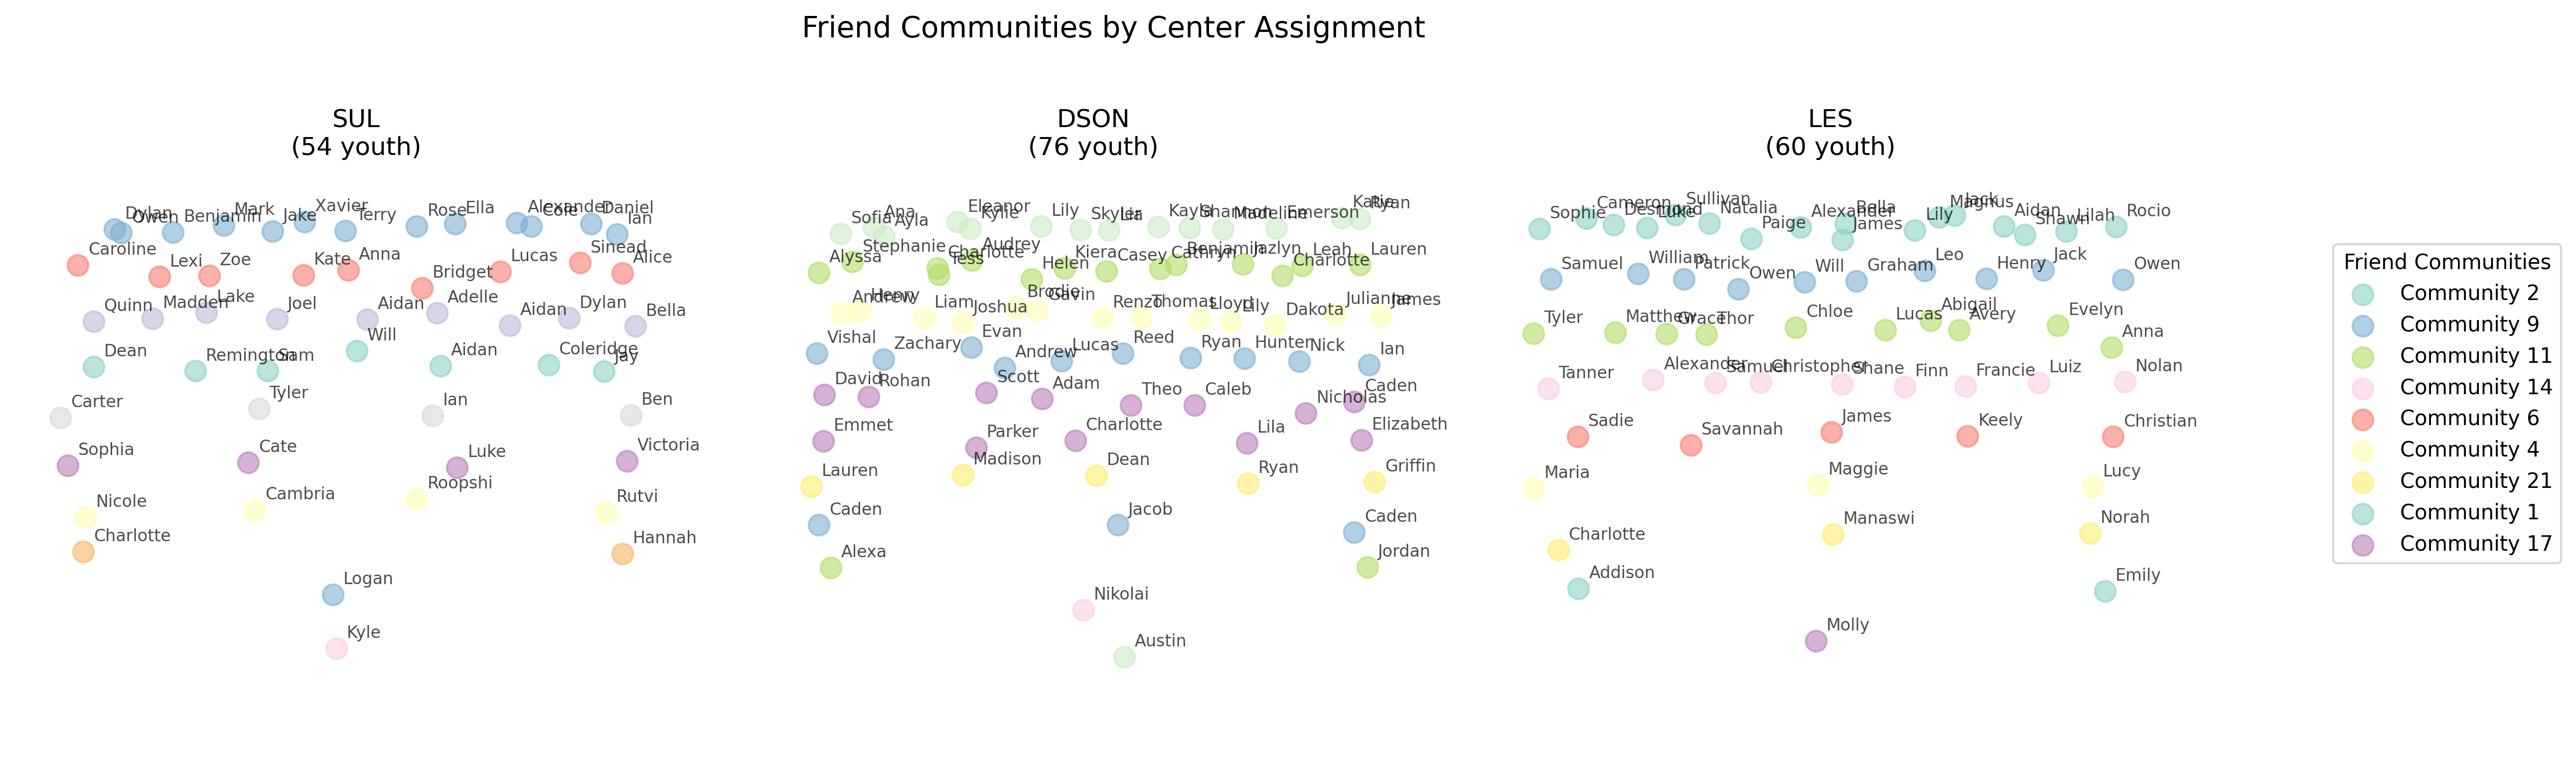 Friend Communities by Center Assignment
SUL
(54 youth)
Dylan Owen Benjamin Mark Jake Xavier Terry Rose Ella Alexander Cole Daniel Ian
Caroline Lexi Zoe Kate Anna Bridget Lucas Sinead Alice
Quinn Madden Lake Joel Aidan Adelle Aidan Dylan Bella
Dean Remington Sam Will Aidan Coleridge Jay
Carter Tyler Ian Ben
Sophia Cate Luke Victoria
Nicole Cambria Roopshi Rutvi
Charlotte Hannah
Logan
Kyle
DSON
(76 youth)
Sofia Ana Ayla Eleanor Kylie Lily Skyler Lia Kayla Shannon Madeline Emerson Katie Ryan
Alyssa Stephanie Charlotte Tess Audrey Helen Kiera Casey Cathryn Benjamin Jazlyn Charlotte Leah Lauren
Andrew Henry Liam Joshua Brodie Gavin Renzo Thomas Lloyd Lily Dakota Julianne James
Vishal Zachary Evan Andrew Lucas Reed Ryan Hunter Nick Ian
David Rohan Scott Adam Theo Caleb Nicholas Caden
Emmet Parker Charlotte Lila Elizabeth
Lauren Madison Dean Ryan Griffin
Caden Jacob Caden
Alexa Jordan
Nikolai
Austin
LES
(60 youth)
Sophie Cameron Desmond Luke Sullivan Natalia Paige Alexander Bella James Lily Magnus Jack Aidan Shawn Lilah Rocio
Samuel William Patrick Owen Will Graham Leo Henry Jack Owen
Tyler Matthew Grace Thor Chloe Lucas Abigail Avery Evelyn Anna
Tanner Alexander Samuel Christopher Shane Finn Francie Luiz Nolan
Sadie Savannah James Keely Christian
Maria Maggie Lucy
Charlotte Manaswi Norah
Addison Emily
Molly
Friend Communities
Community 2
Community 9
Community 11
Community 14
Community 6
Community 4
Community 21
Community 1
Community 17